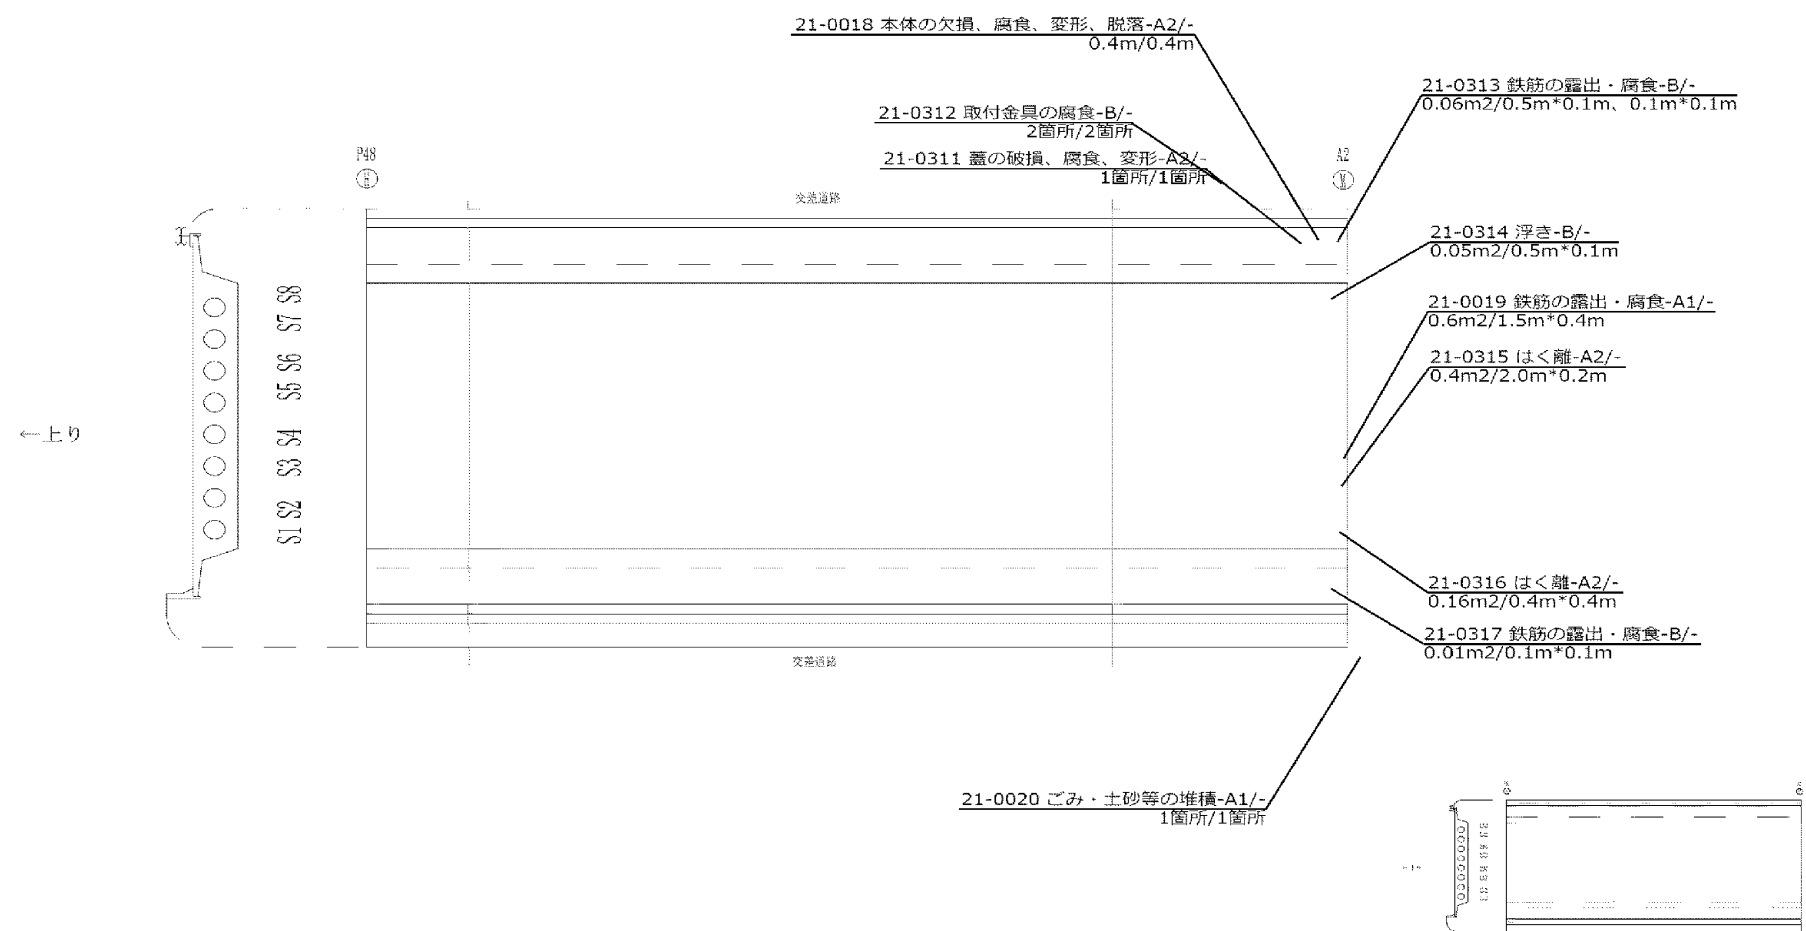 21-0018 本体の欠損、腐食、変形、脱落-A2/-
0.4m/0.4m
21-0313 鉄筋の露出・腐食-B/-
0.06m2/0.5m*0.1m、0.1m*0.1m
21-0312 取付金具の腐食-B/-
2箇所/2箇所
21-0311 蓋の破損、腐食、変形-A2/-
1箇所/1箇所
P48
A2
交差道路
21-0314 浮き-B/-
0.05m2/0.5m*0.1m
S8
S7
S6
S5
S4
S3
S2
S1
21-0019 鉄筋の露出・腐食-A1/-
0.6m2/1.5m*0.4m
21-0315 はく離-A2/-
0.4m2/2.0m*0.2m
←上り
21-0316 はく離-A2/-
0.16m2/0.4m*0.4m
21-0317 鉄筋の露出・腐食-B/-
0.01m2/0.1m*0.1m
交差道路
21-0020 ごみ・土砂等の堆積-A1/-
1箇所/1箇所